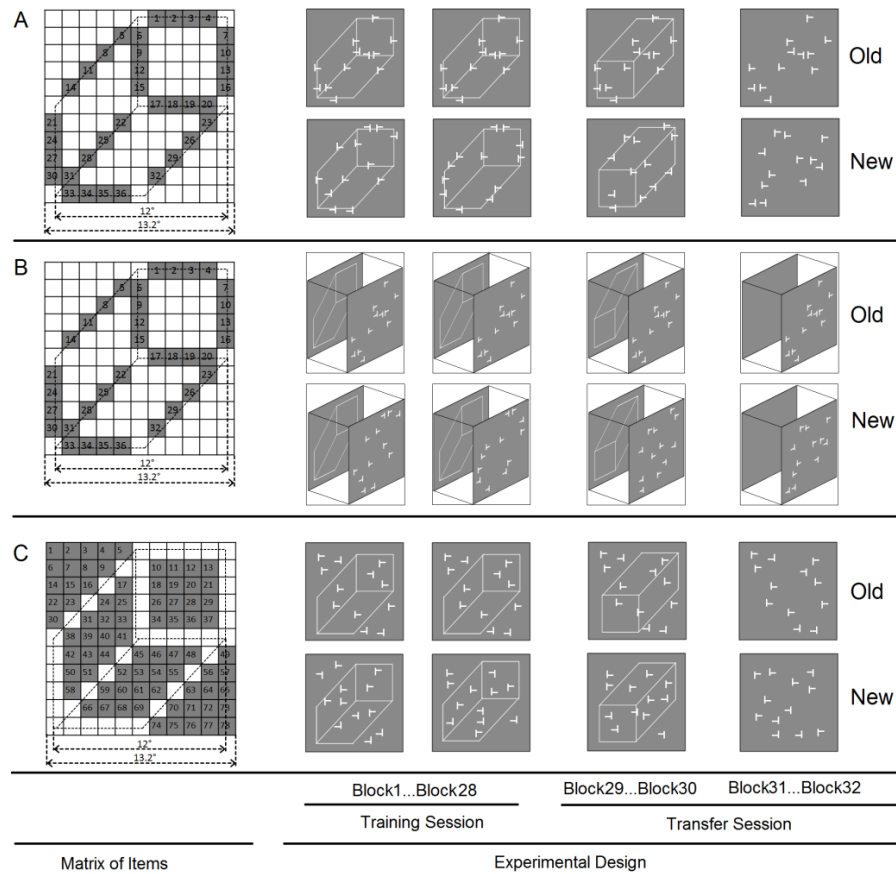 A
1 2 3 4
5 6 7
8 9 10
11 12 13
14 15 16
17 18 19 20
21 22 23
24 25 26
27 28 29
30 31 32
33 34 35 36
12°
13.2°
Old
New
B
1 2 3 4
5 6 7
8 9 10
11 12 13
14 15 16
17 18 19 20
21 22 23
24 25 26
27 28 29
30 31 32
33 34 35 36
12°
13.2°
Old
New
C
1 2 3 4 5
6 7 8 9 10 11 12 13
14 15 16 17 18 19 20 21
22 23 24 25 26 27 28 29
30 31 32 33 34 35 36 37
38 39 40 41
42 43 44 45 46 47 48 49
50 51 52 53 54 55 56 57
58 59 60 61 62 63 64 65
66 67 68 69 70 71 72 73
74 75 76 77 78
12°
13.2°
Old
New
Block1...Block28 Block29...Block30 Block31...Block32
Training Session Transfer Session
Matrix of Items Experimental Design